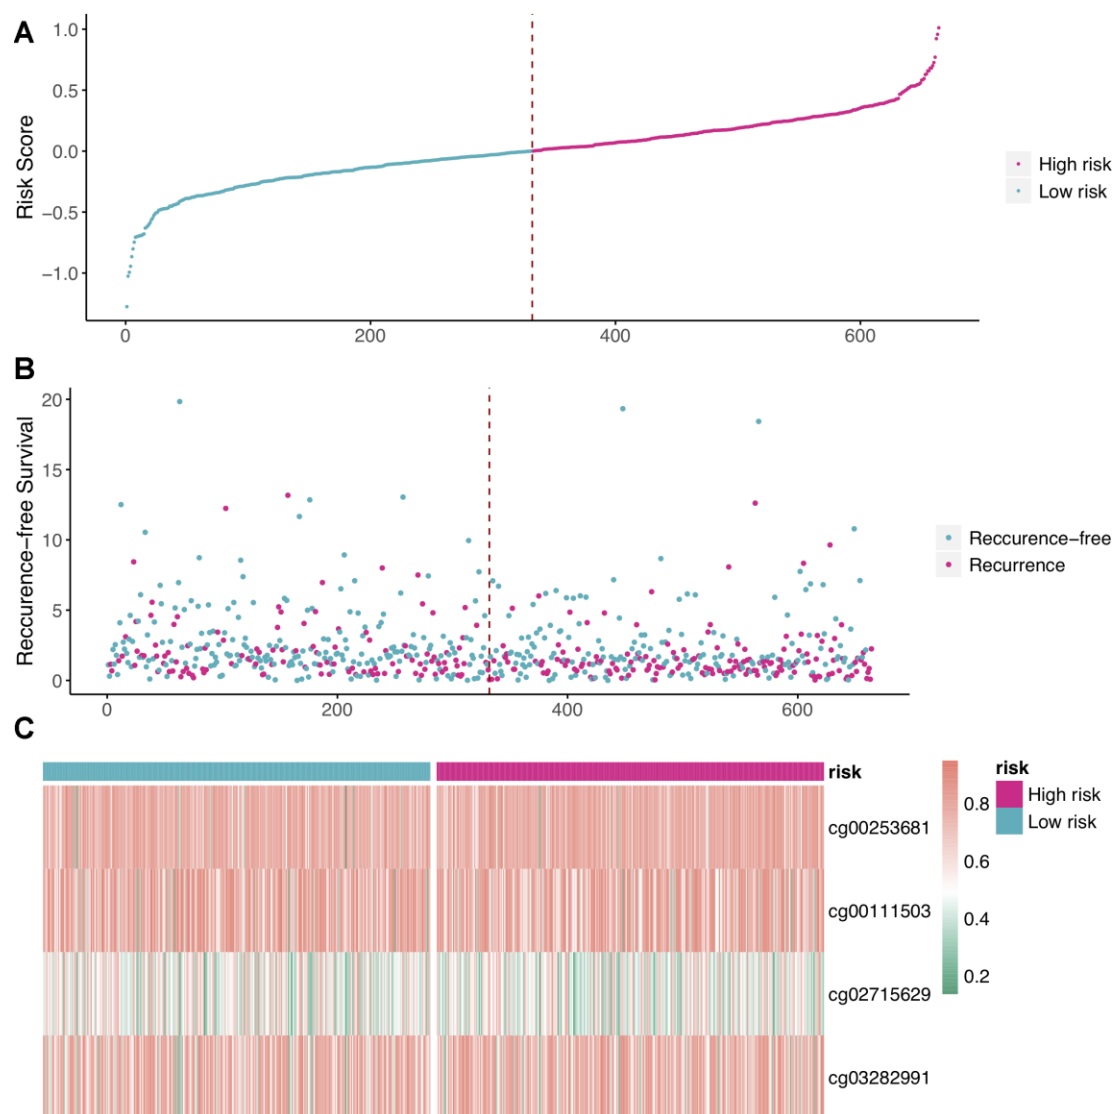 A
1.0
0.5
0.0
−0.5
−1.0
Risk Score
0
200
400
600
High risk
Low risk
B
20
15
10
5
0
Reccurence-free Survival
0
200
400
600
Reccurence−free
Recurrence
C
risk
cg00253681
cg00111503
cg02715629
cg03282991
0.8
0.6
0.4
0.2
risk
High risk
Low risk